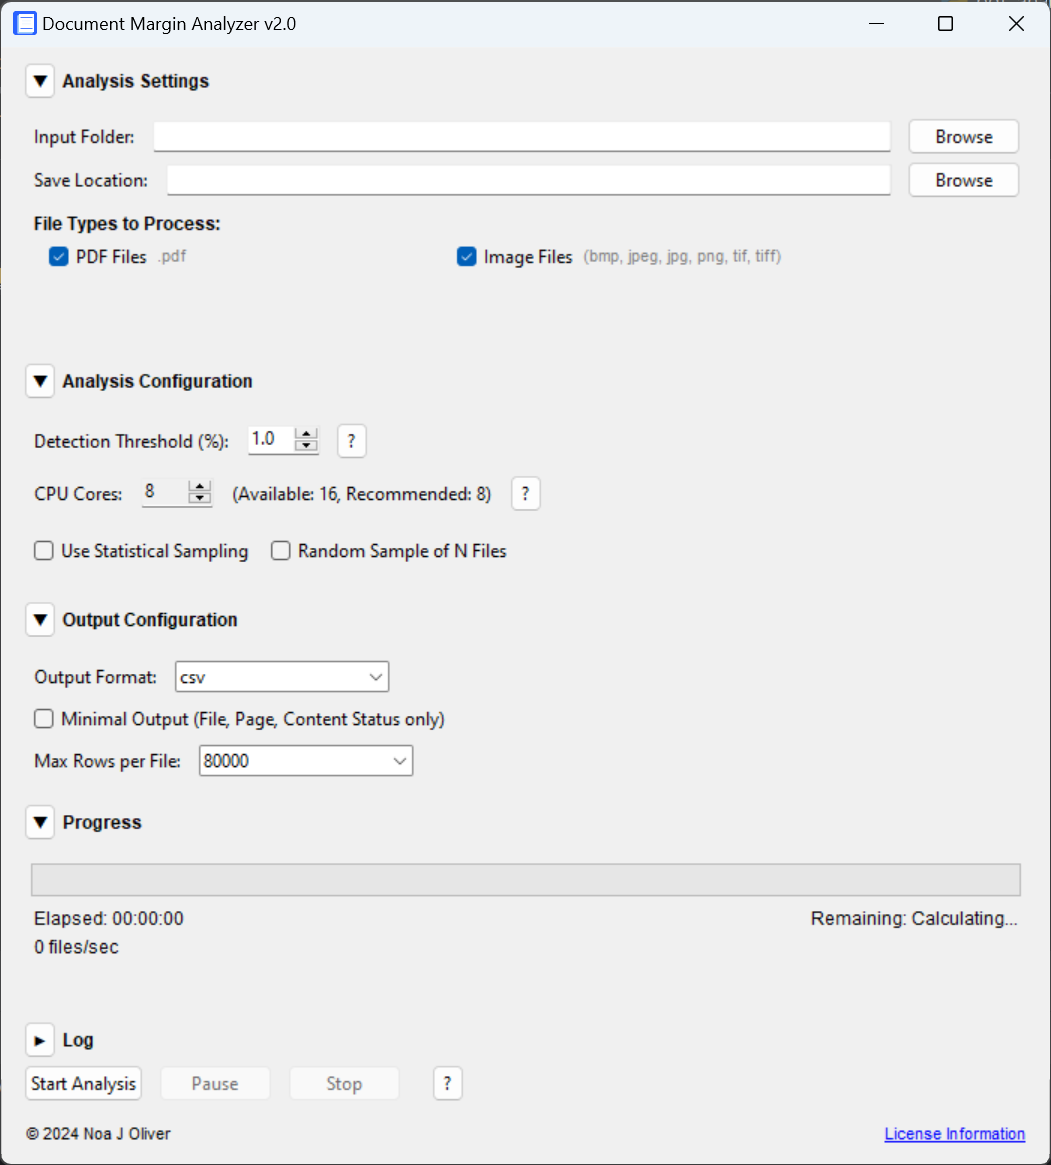 Document Margin Analyzer v2.0
Analysis Settings
Input Folder: Browse
Save Location: Browse
File Types to Process:
PDF Files .pdf Image Files (bmp, jpeg, jpg, png, tif, tiff)
Analysis Configuration
Detection Threshold (%): 1.0 ?
CPU Cores: 8 (Available: 16, Recommended: 8) ?
Use Statistical Sampling Random Sample of N Files
Output Configuration
Output Format: csv
Minimal Output (File, Page, Content Status only)
Max Rows per File: 80000
Progress
Elapsed: 00:00:00 Remaining: Calculating...
0 files/sec
Log
Start Analysis Pause Stop ?
© 2024 Noa J Oliver License Information